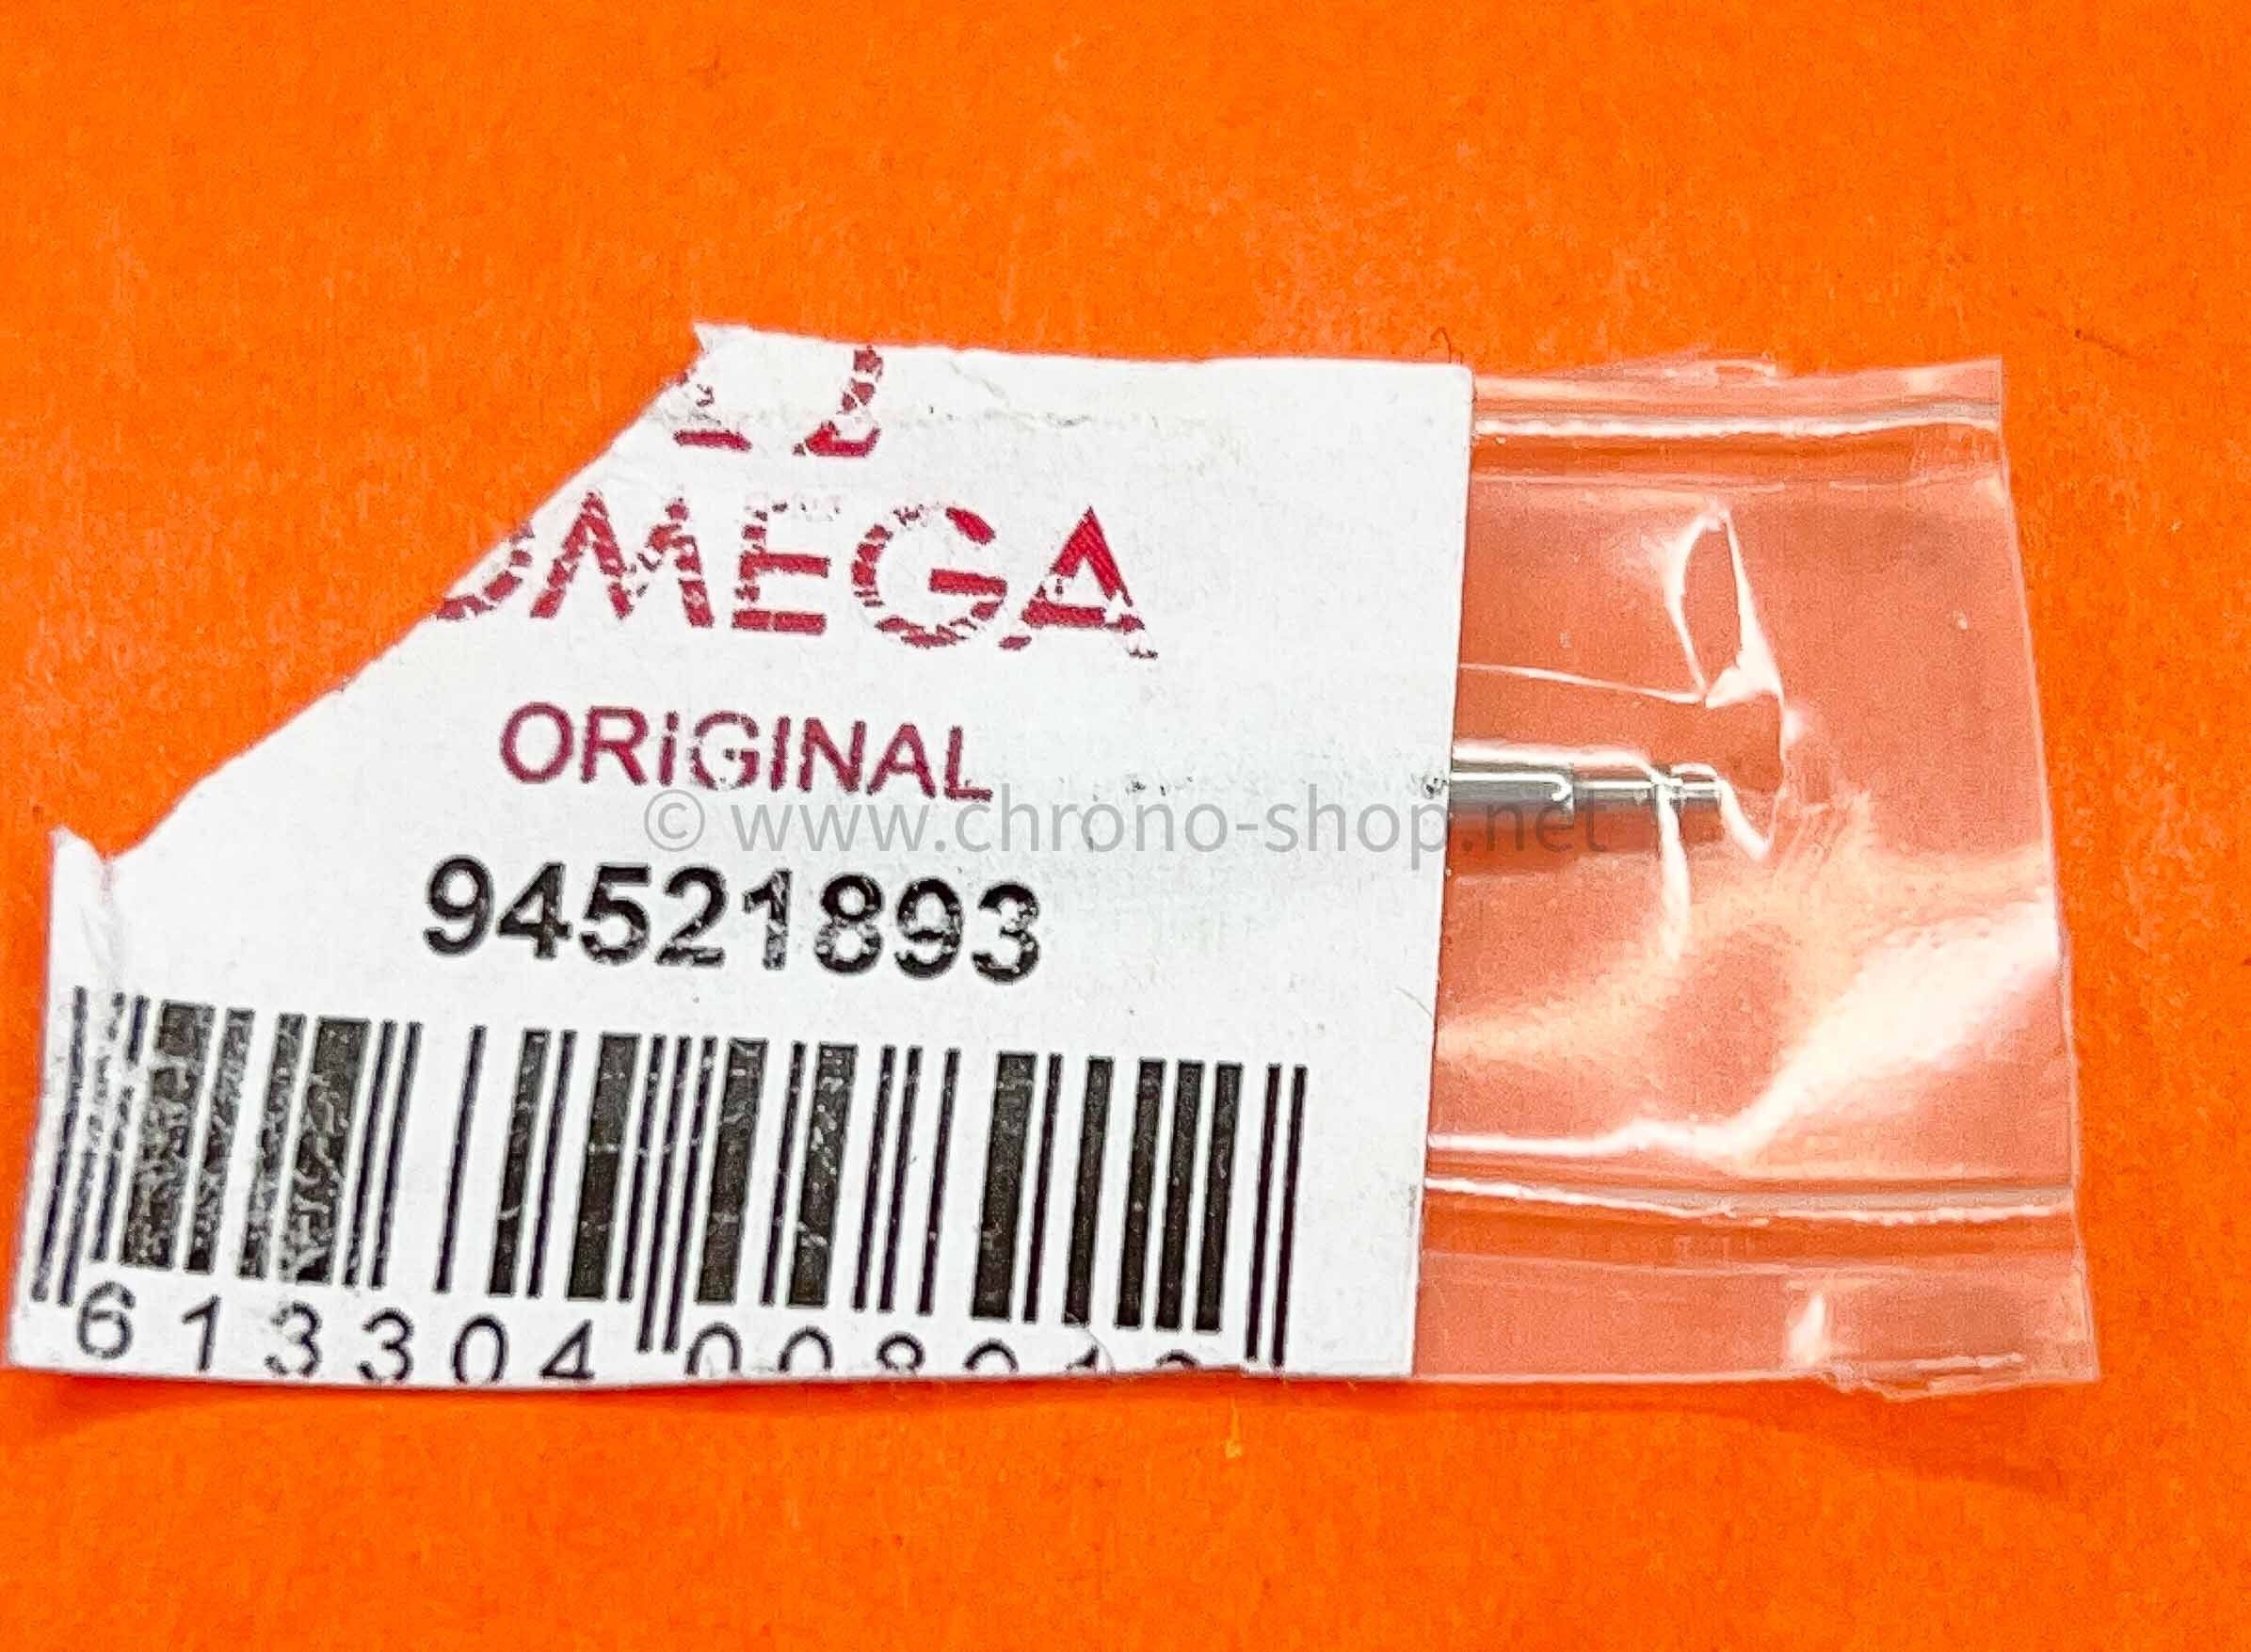 OMEGA
ORiGINAL
© www.chrono-shop.net
94521893
613304